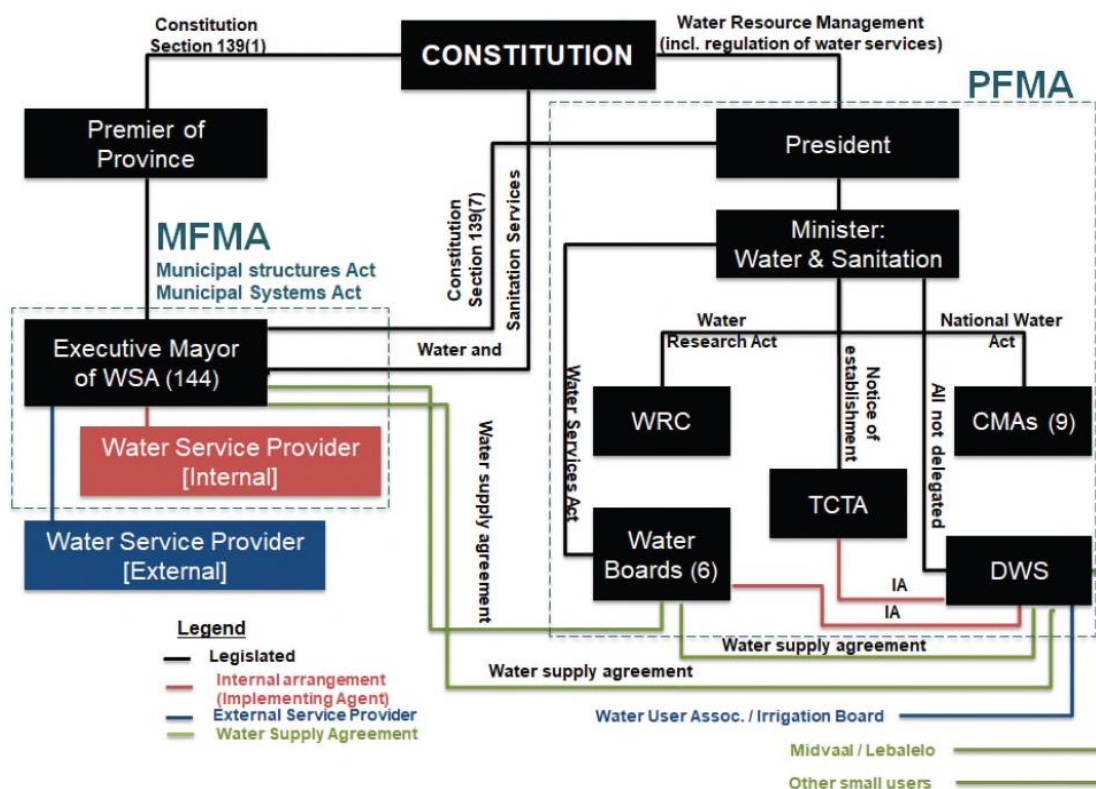 Constitution
Section 139(1)
CONSTITUTION
Water Resource Management
(incl. regulation of water services)
PFMA
Premier of
Province
President
Constitution
Section 139(7)
Sanitation Services
MFMA
Municipal structures Act
Municipal Systems Act
Minister:
Water & Sanitation
Executive Mayor
of WSA (144)
Water and
Water
Research Act
National Water
Act
Water Services Act
Notice of
establishment
All not delegated
WRC
CMAs (9)
Water Service Provider
[Internal]
Water supply agreement
TCTA
Water Service Provider
[External]
Water
Boards (6)
DWS
IA
IA
Legend
Legislated
Internal arrangement
(Implementing Agent)
External Service Provider
Water Supply Agreement
Water supply agreement
Water supply agreement
Water User Assoc. / Irrigation Board
Midvaal / Lebalelo
Other small users